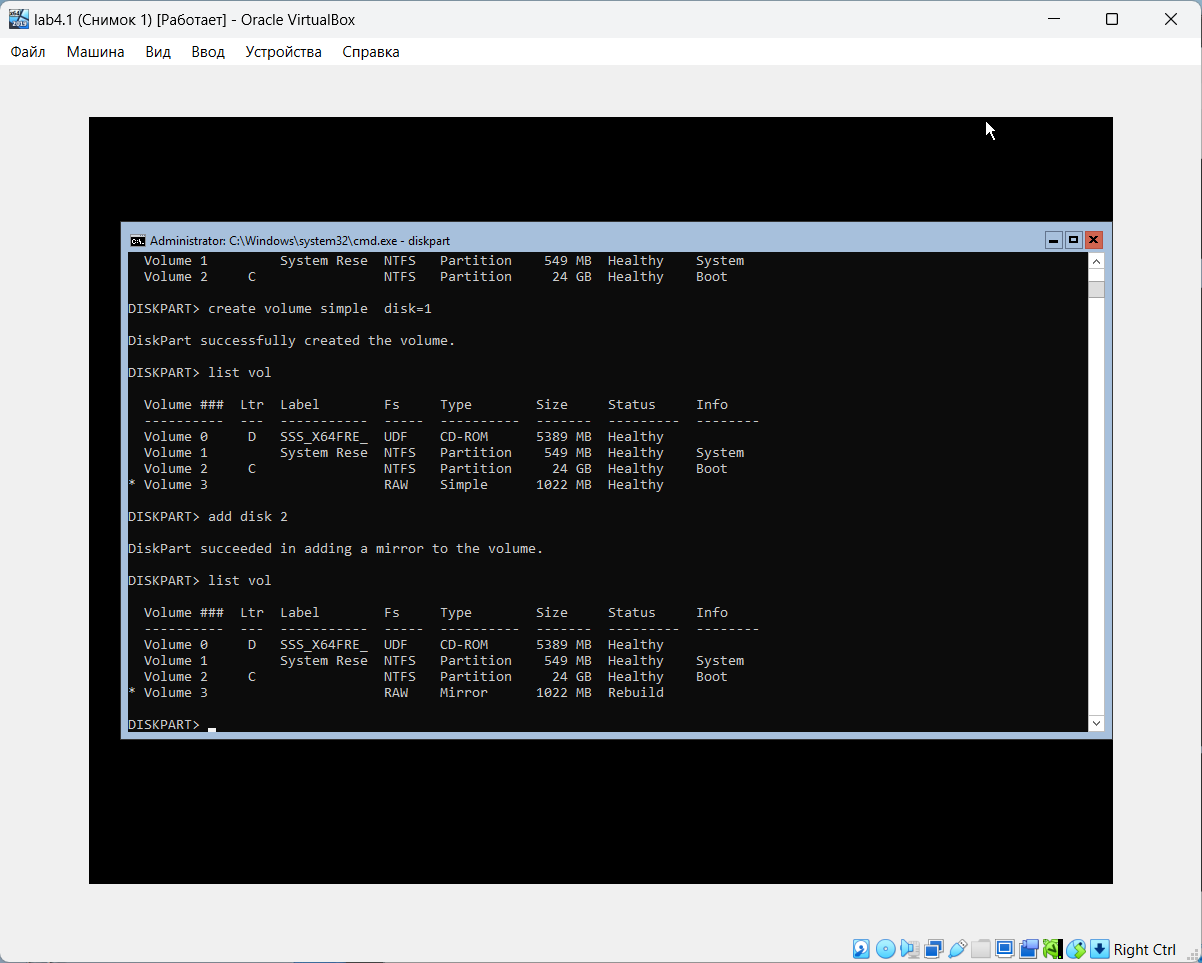 lab4.1 (Снимок 1) [Работает] - Oracle VirtualBox
Файл Машина Вид Ввод Устройства Справка
Administrator: C:\Windows\system32\cmd.exe - diskpart
  Volume 1         System Rese  NTFS   Partition    549 MB  Healthy    System
  Volume 2     C                NTFS   Partition     24 GB  Healthy    Boot
DISKPART> create volume simple  disk=1
DiskPart successfully created the volume.
DISKPART> list vol
  Volume ###  Ltr  Label        Fs     Type        Size     Status     Info
  ----------  ---  -----------  -----  ----------  -------  ---------  --------
  Volume 0     D   SSS_X64FRE_  UDF    CD-ROM      5389 MB  Healthy
  Volume 1         System Rese  NTFS   Partition    549 MB  Healthy    System
  Volume 2     C                NTFS   Partition     24 GB  Healthy    Boot
* Volume 3                      RAW    Simple      1022 MB  Healthy
DISKPART> add disk 2
DiskPart succeeded in adding a mirror to the volume.
DISKPART> list vol
  Volume ###  Ltr  Label        Fs     Type        Size     Status     Info
  ----------  ---  -----------  -----  ----------  -------  ---------  --------
  Volume 0     D   SSS_X64FRE_  UDF    CD-ROM      5389 MB  Healthy
  Volume 1         System Rese  NTFS   Partition    549 MB  Healthy    System
  Volume 2     C                NTFS   Partition     24 GB  Healthy    Boot
* Volume 3                      RAW    Mirror      1022 MB  Rebuild
DISKPART> _
Right Ctrl